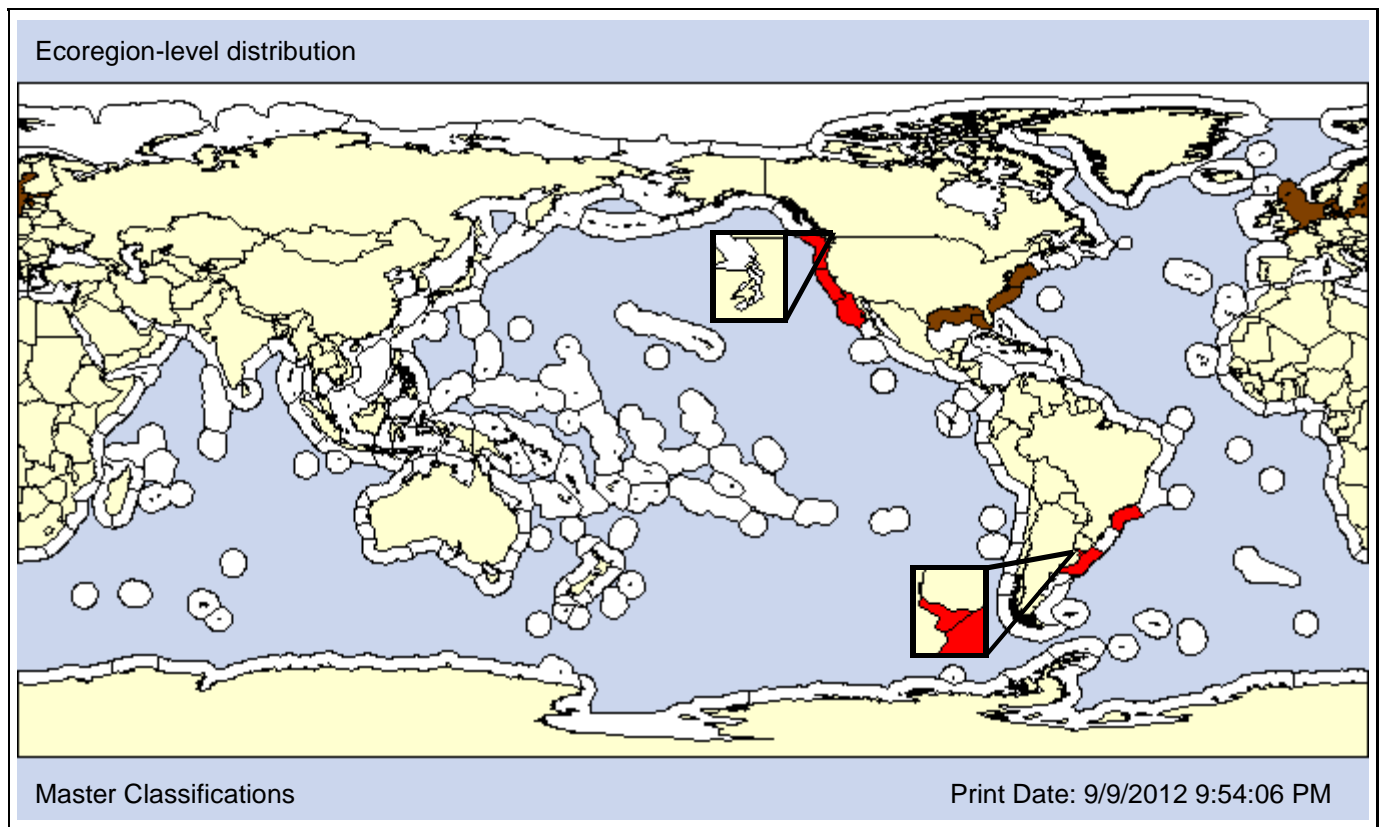 Ecoregion-level distribution
Master Classifications
Print Date: 9/9/2012 9:54:06 PM